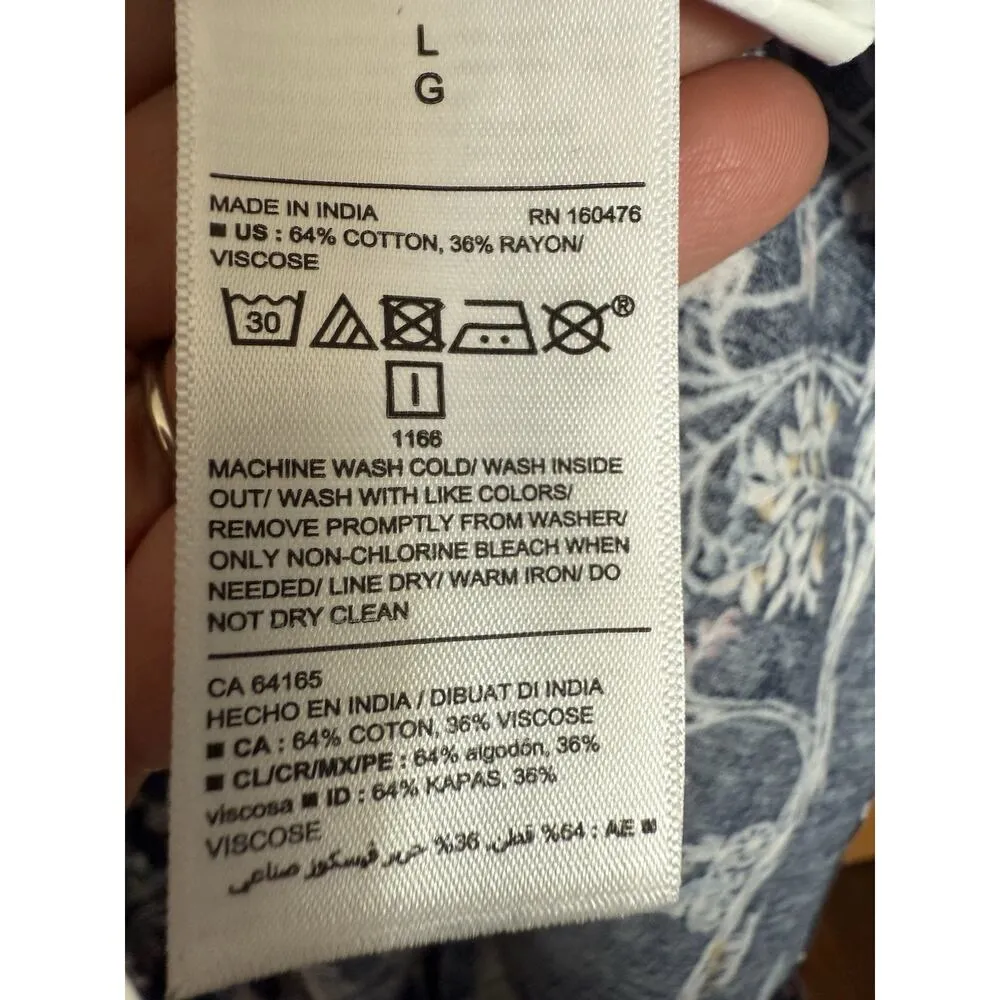 L
G
MADE IN INDIA RN 160476
■ US : 64% COTTON, 36% RAYON/
VISCOSE
30
®
1166
MACHINE WASH COLD/ WASH INSIDE
OUT/ WASH WITH LIKE COLORS/
REMOVE PROMPTLY FROM WASHER/
ONLY NON-CHLORINE BLEACH WHEN
NEEDED/ LINE DRY/ WARM IRON/ DO
NOT DRY CLEAN
CA 64165
HECHO EN INDIA / DIBUAT DI INDIA
■ CA : 64% COTON, 36% VISCOSE
■ CL/CR/MX/PE : 64% algodón, 36%
viscosa ■ ID : 64% KAPAS, 36%
VISCOSE
■ AE : 64% قطن, 36% حرير فيسكوز صناعي